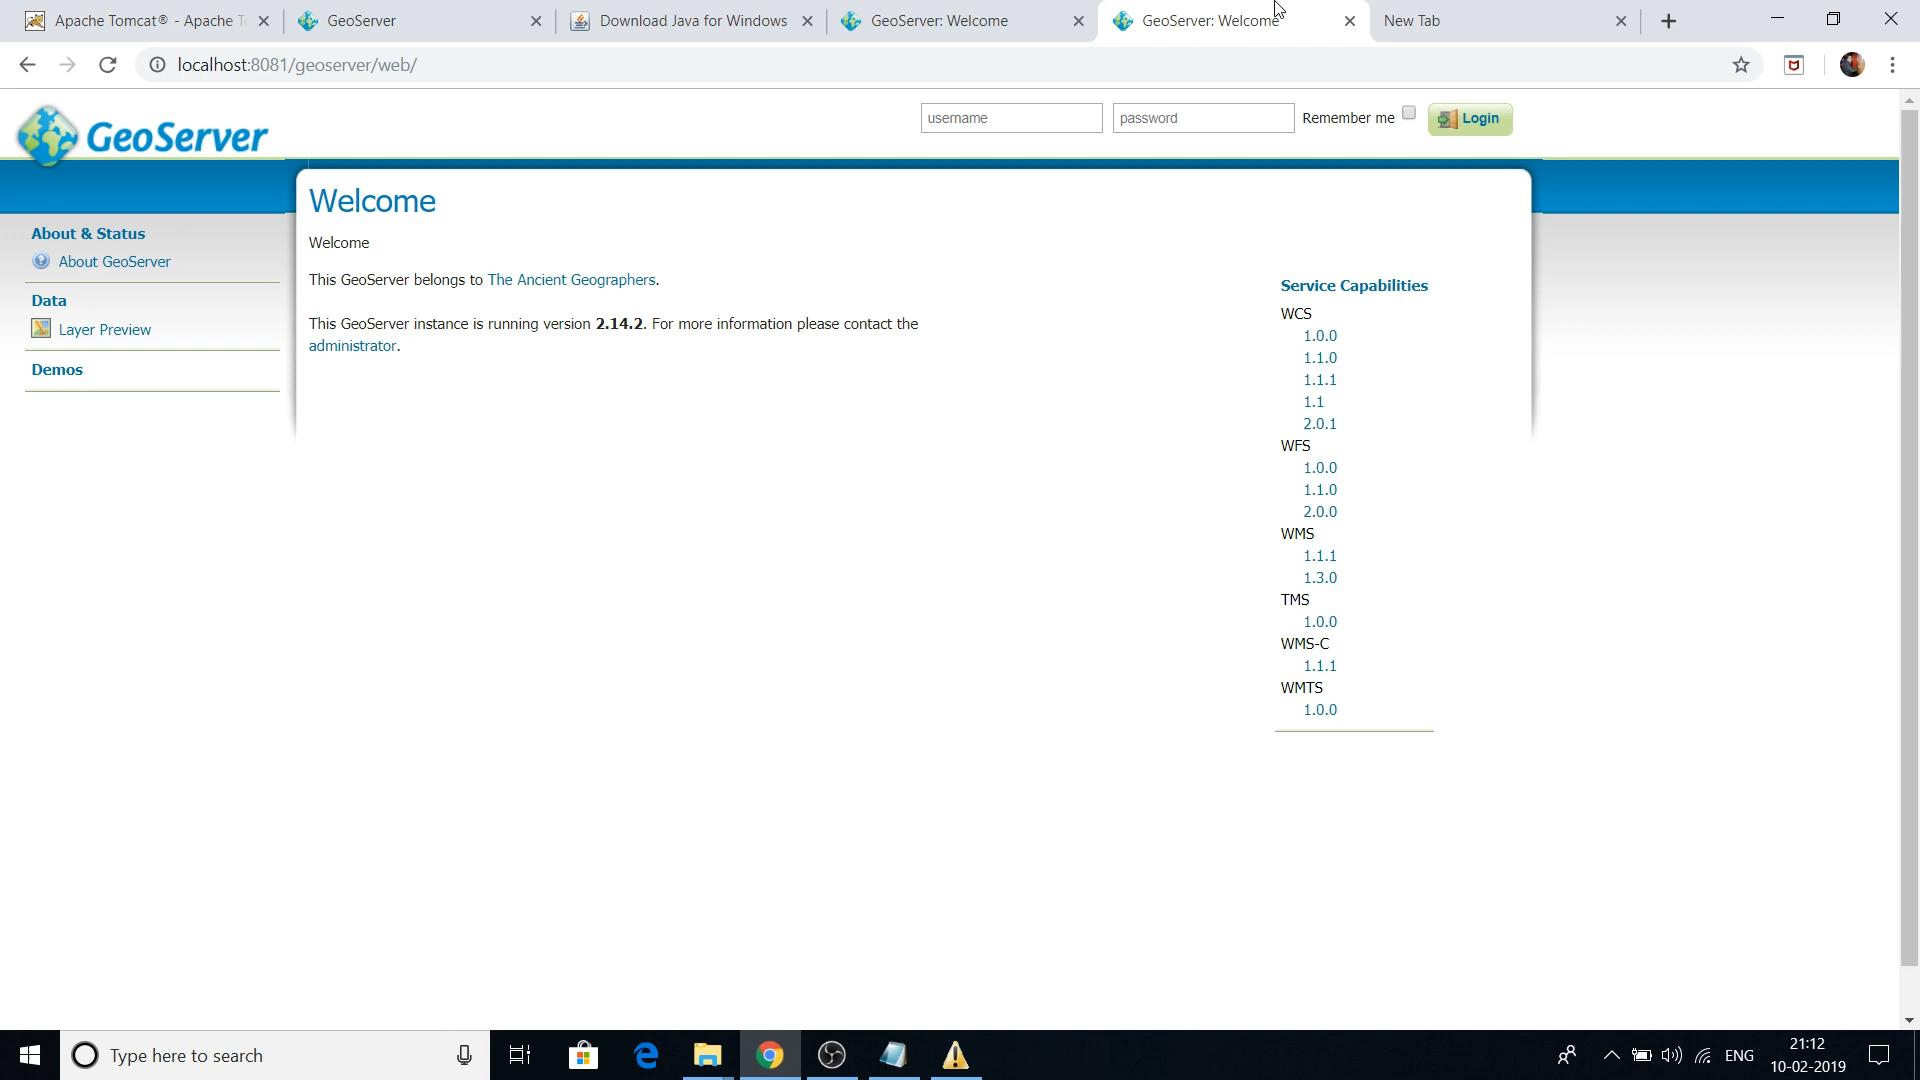 Apache Tomcat® - Apache T
GeoServer
Download Java for Windows
GeoServer: Welcome
GeoServer: Welcome
New Tab
localhost:8081/geoserver/web/
GeoServer
username
password
Remember me
Login
Welcome
About & Status
About GeoServer
Data
Layer Preview
Demos
Welcome
This GeoServer belongs to The Ancient Geographers.
This GeoServer instance is running version 2.14.2. For more information please contact the
administrator.
Service Capabilities
WCS
1.0.0
1.1.0
1.1.1
1.1
2.0.1
WFS
1.0.0
1.1.0
2.0.0
WMS
1.1.1
1.3.0
TMS
1.0.0
WMS-C
1.1.1
WMTS
1.0.0
Type here to search
ENG
21:12
10-02-2019